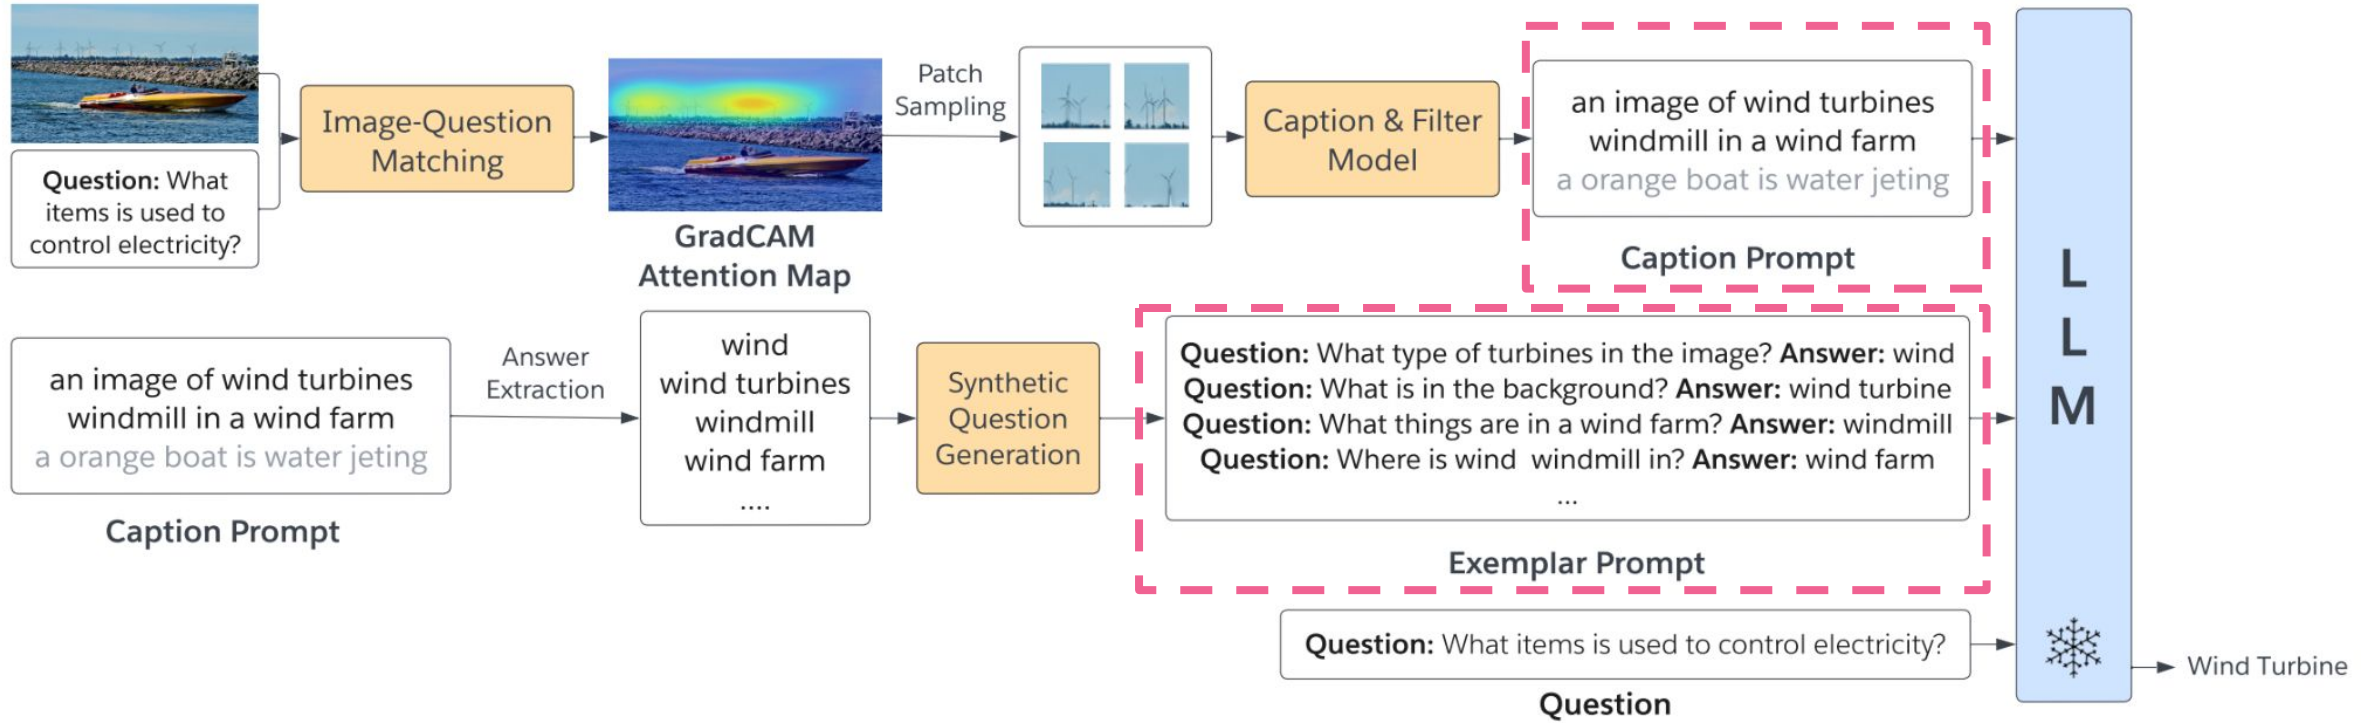 Question: What
items is used to
control electricity?
Image-Question
Matching
GradCAM
Attention Map
Patch
Sampling
Caption & Filter
Model
an image of wind turbines
windmill in a wind farm
a orange boat is water jeting
Caption Prompt
an image of wind turbines
windmill in a wind farm
a orange boat is water jeting
Caption Prompt
Answer
Extraction
wind
wind turbines
windmill
wind farm
....
Synthetic
Question
Generation
Question: What type of turbines in the image? Answer: wind
Question: What is in the background? Answer: wind turbine
Question: What things are in a wind farm? Answer: windmill
Question: Where is wind windmill in? Answer: wind farm
...
Exemplar Prompt
Question: What items is used to control electricity?
Question
L
L
M
Wind Turbine